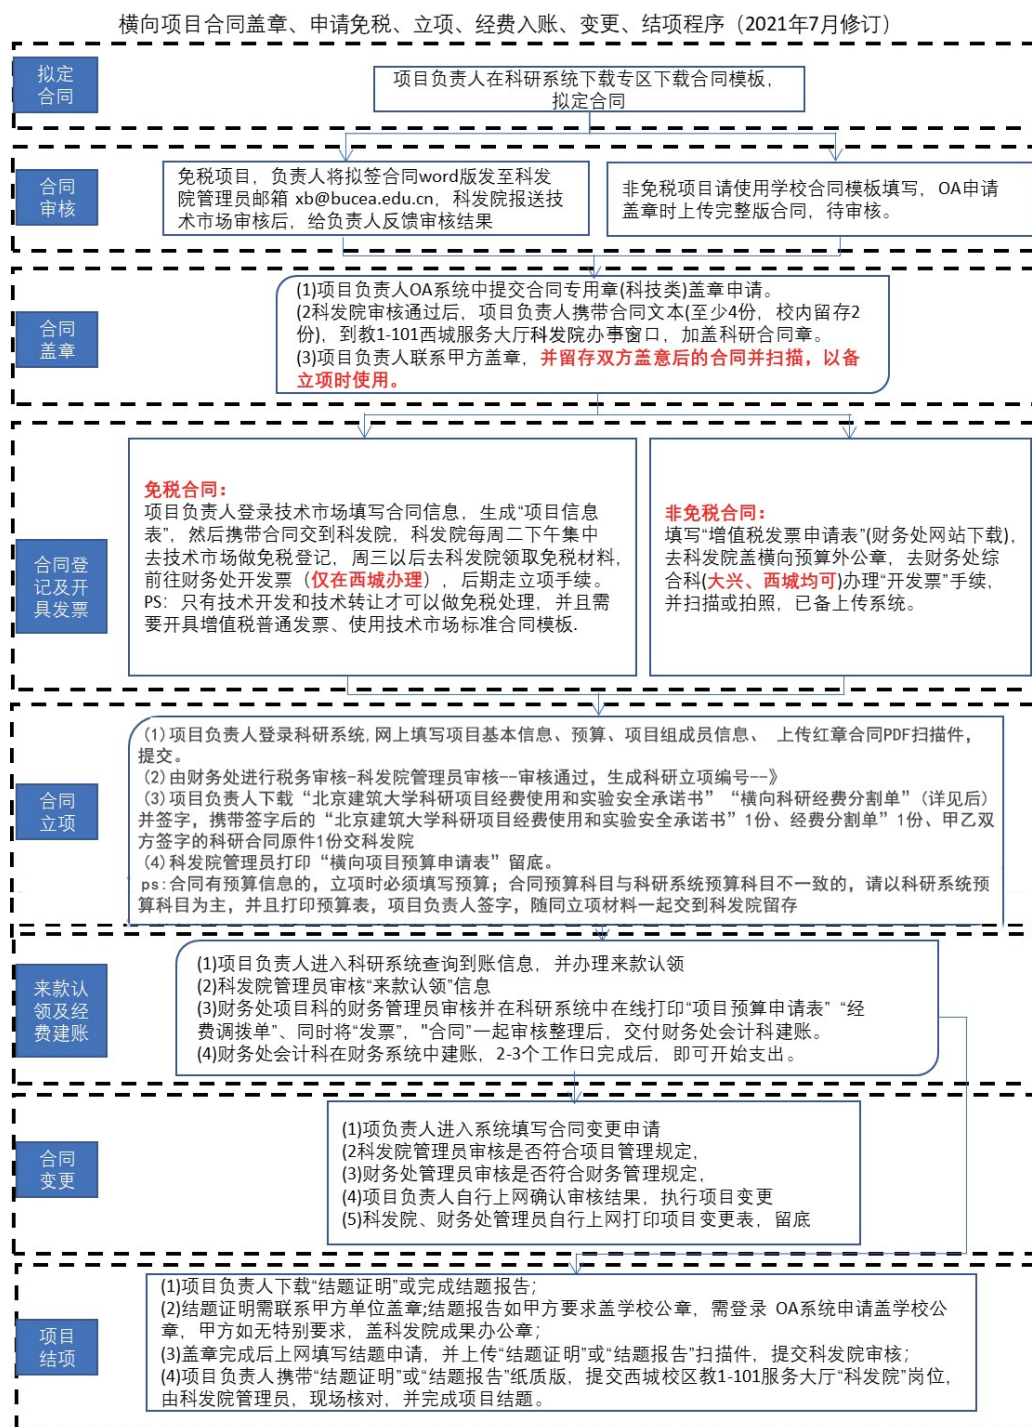 横向项目合同盖章、申请免税、立项、经费入账、变更、结项程序（2021年7月修订）
拟定
合同
项目负责人在科研系统下载专区下载合同模板，
拟定合同
合同
审核
免税项目，负责人将拟签合同word版发至科发
院管理员邮箱 xb@bucea.edu.cn，科发院报送技
术市场审核后，给负责人反馈审核结果
非免税项目请使用学校合同模板填写，OA申请
盖章时上传完整版合同，待审核。
合同
盖章
(1)项目负责人OA系统中提交合同专用章(科技类)盖章申请。
(2科发院审核通过后，项目负责人携带合同文本(至少4份，校内留存2
份)，到教1-101西城服务大厅科发院办事窗口，加盖科研合同章。
(3)项目负责人联系甲方盖章，并留存双方盖意后的合同并扫描，以备
立项时使用。
合同登
记及开
具发票
免税合同：
项目负责人登录技术市场填写合同信息，生成“项目信息
表”，然后携带合同交到科发院，科发院每周二下午集中
去技术市场做免税登记，周三以后去科发院领取免税材料，
前往财务处开发票（仅在西城办理），后期走立项手续。
PS：只有技术开发和技术转让才可以做免税处理，并且需
要开具增值税普通发票、使用技术市场标准合同模板.
非免税合同：
填写“增值税发票申请表”(财务处网站下载)，
去科发院盖横向预算外公章，去财务处综
合科(大兴、西城均可)办理“开发票”手续，
并扫描或拍照，已备上传系统。
合同
立项
(1)项目负责人登录科研系统,网上填写项目基本信息、预算、项目组成员信息、 上传红章合同PDF扫描件，
提交。
(2)由财务处进行税务审核-科发院管理员审核--审核通过，生成科研立项编号--》
(3)项目负责人下载“北京建筑大学科研项目经费使用和实验安全承诺书”“横向科研经费分割单”(详见后)
并签字，携带签字后的“北京建筑大学科研项目经费使用和实验安全承诺书”1份、经费分割单”1份、甲乙双
方签字的科研合同原件1份交科发院
(4)科发院管理员打印“横向项目预算申请表”留底。
ps:合同有预算信息的，立项时必须填写预算；合同预算科目与科研系统预算科目不一致的，请以科研系统预
算科目为主，并且打印预算表，项目负责人签字，随同立项材料一起交到科发院留存
来款认
领及经
费建账
(1)项目负责人进入科研系统查询到账信息，并办理来款认领
(2)科发院管理员审核“来款认领”信息
(3)财务处项目科的财务管理员审核并在科研系统中在线打印“项目预算申请表”“经
费调拨单”、同时将“发票”，"合同”一起审核整理后，交付财务处会计科建账。
(4)财务处会计科在财务系统中建账，2-3个工作日完成后，即可开始支出。
合同
变更
(1)项负责人进入系统填写合同变更申请
(2科发院管理员审核是否符合项目管理规定，
(3)财务处管理员审核是否符合财务管理规定，
(4)项目负责人自行上网确认审核结果，执行项目变更
(5)科发院、财务处管理员自行上网打印项目变更表，留底
项目
结项
(1)项目负责人下载“结题证明”或完成结题报告；
(2)结题证明需联系甲方单位盖章;结题报告如甲方要求盖学校公章，需登录 OA系统申请盖学校公
章，甲方如无特别要求，盖科发院成果办公章；
(3)盖章完成后上网填写结题申请，并上传“结题证明”或“结题报告”扫描件，提交科发院审核；
(4)项目负责人携带“结题证明”或“结题报告”纸质版，提交西城校区教1-101服务大厅“科发院”岗位，
由科发院管理员，现场核对，并完成项目结题。